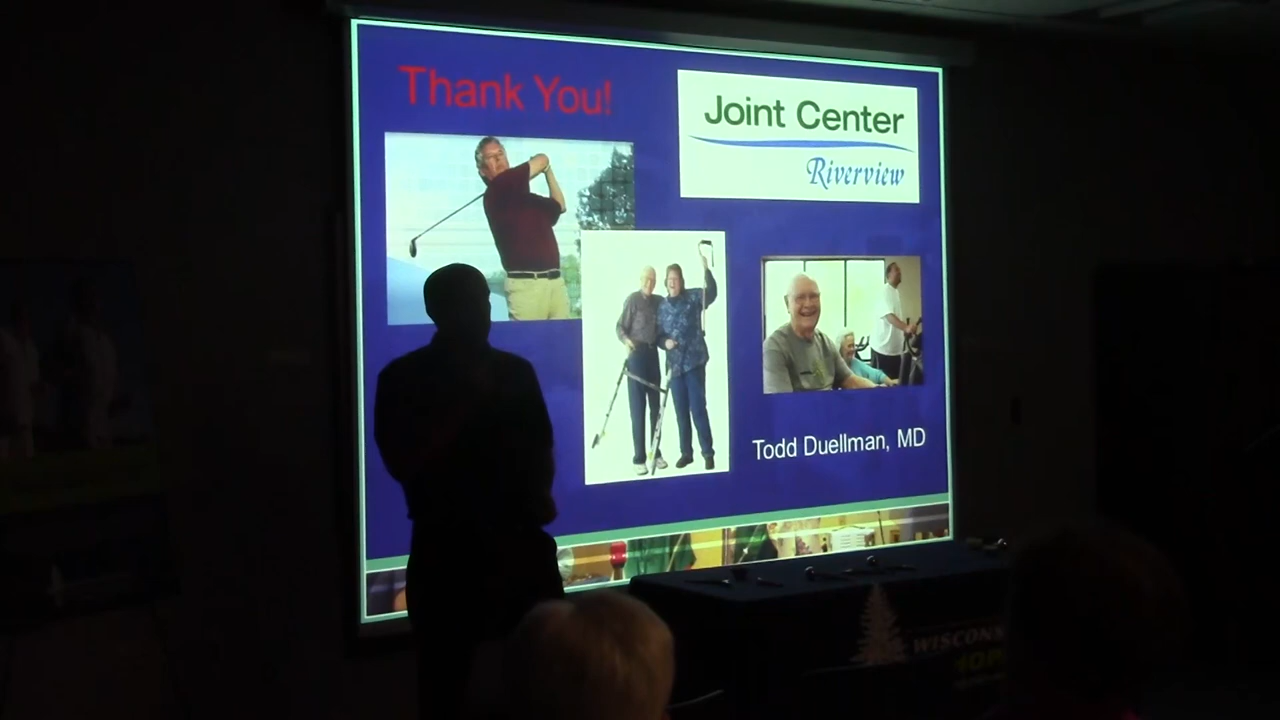 Thank You!
Joint Center
Riverview
Todd Duellman, MD
WISCONS